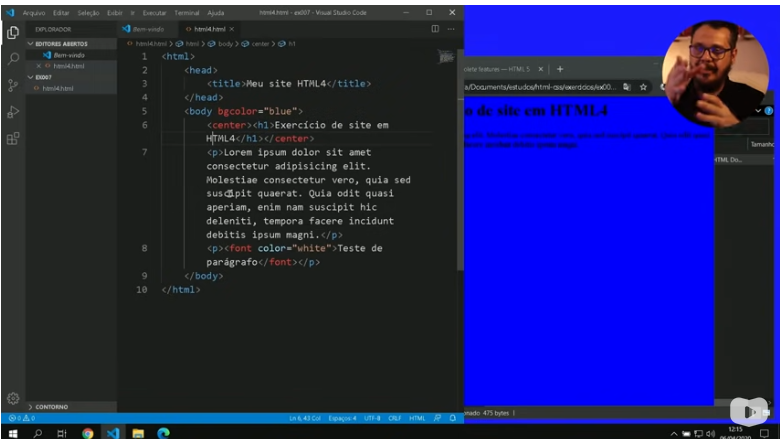 Arquivo Editar Seleção Exibir Ir Executar Terminal Ajuda html4.html - ex007 - Visual Studio Code
EXPLORADOR
EDITORES ABERTOS
Bem-vindo
html4.html
EX007
html4.html
CONTORNO
Bem-vindo html4.html
html4.html > html > body > center > h1
1 <html>
2 <head>
3 <title>Meu site HTML4</title>
4 </head>
5 <body bgcolor="blue">
6 <center><h1>Exercício de site em
HTML4</h1></center>
7 <p>Lorem ipsum dolor sit amet
consectetur adipisicing elit.
Molestiae consectetur vero, quia sed
suscipit quaerat. Quia odit quasi
aperiam, enim nam suscipit hic
deleniti, tempora facere incidunt
debitis ipsum magni.</p>
8 <p><font color="white">Teste de
parágrafo</font></p>
9 </body>
10 </html>
0 0
Ln 6, 43 Col Espaços: 4 UTF-8 CRLF HTML
features — HTML 5
/Documents/estudos/html-css/exercicios/ex00...
de site em HTML4
Tamanho
HTML Do...
475 bytes
12:15
06/04/2020